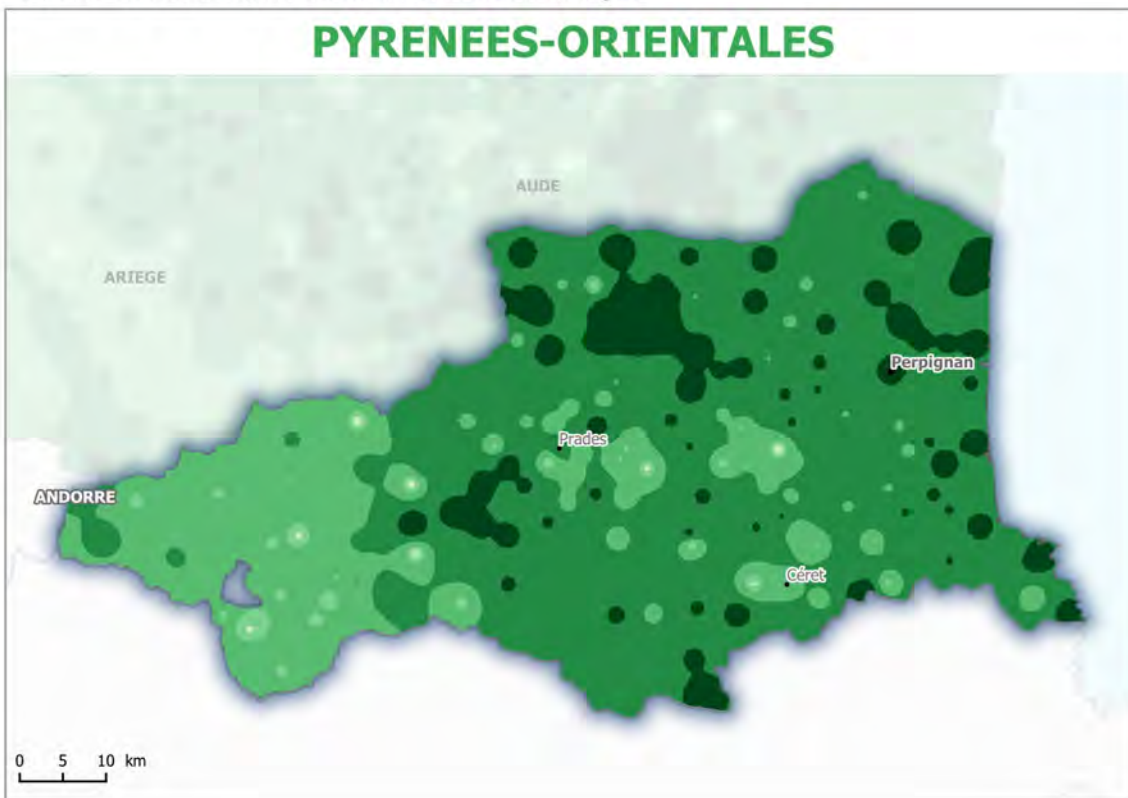 PYRENEES-ORIENTALES
AUDE
ARIEGE
Perpignan
Prades
ANDORRE
Céret
0 5 10 km